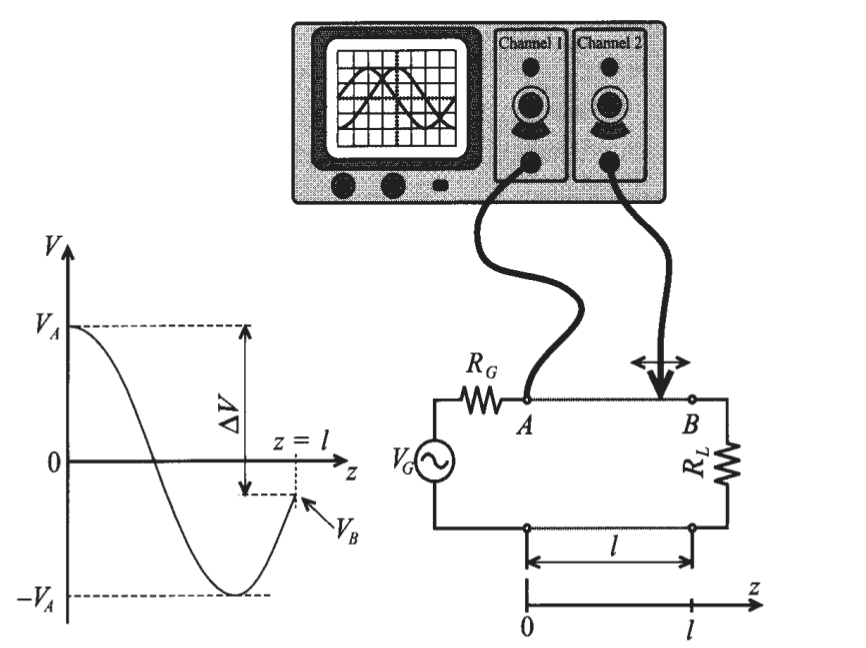 Channel 1
Channel 2
V
V_A
ΔV
z = l
0
z
V_B
-V_A
R_G
A
B
V_G
R_L
l
z
0
l